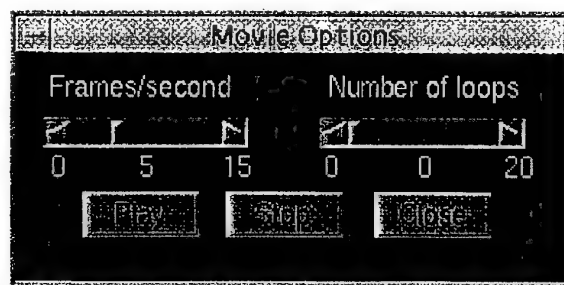 Movie Options
Frames/second Number of loops
0 5 15 0 0 20
Play Stop Close